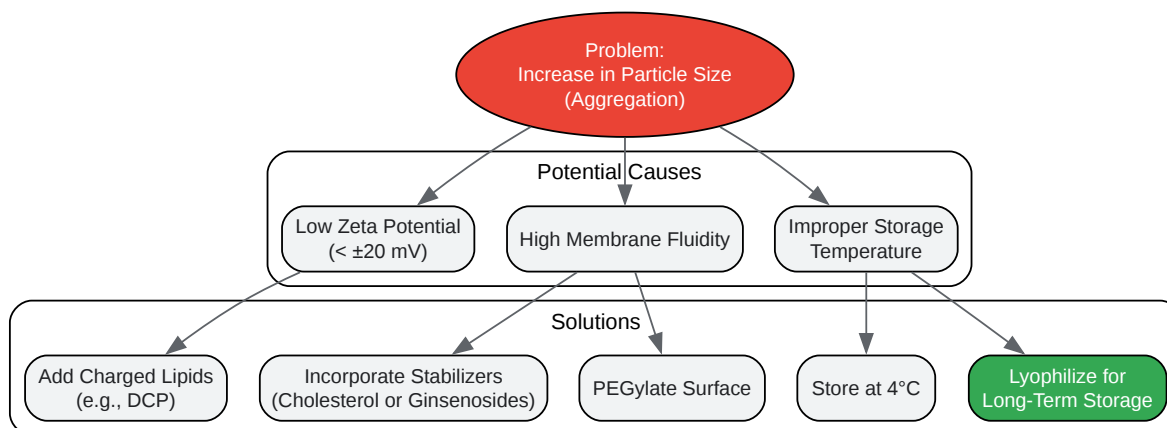 Problem:
Increase in Particle Size
(Aggregation)
Potential Causes
Low Zeta Potential
(< ±20 mV)
High Membrane Fluidity
Improper Storage
Temperature
Solutions
Add Charged Lipids
(e.g., DCP)
Incorporate Stabilizers
(Cholesterol or Ginsenosides)
PEGylate Surface
Store at 4°C
Lyophilize for
Long-Term Storage